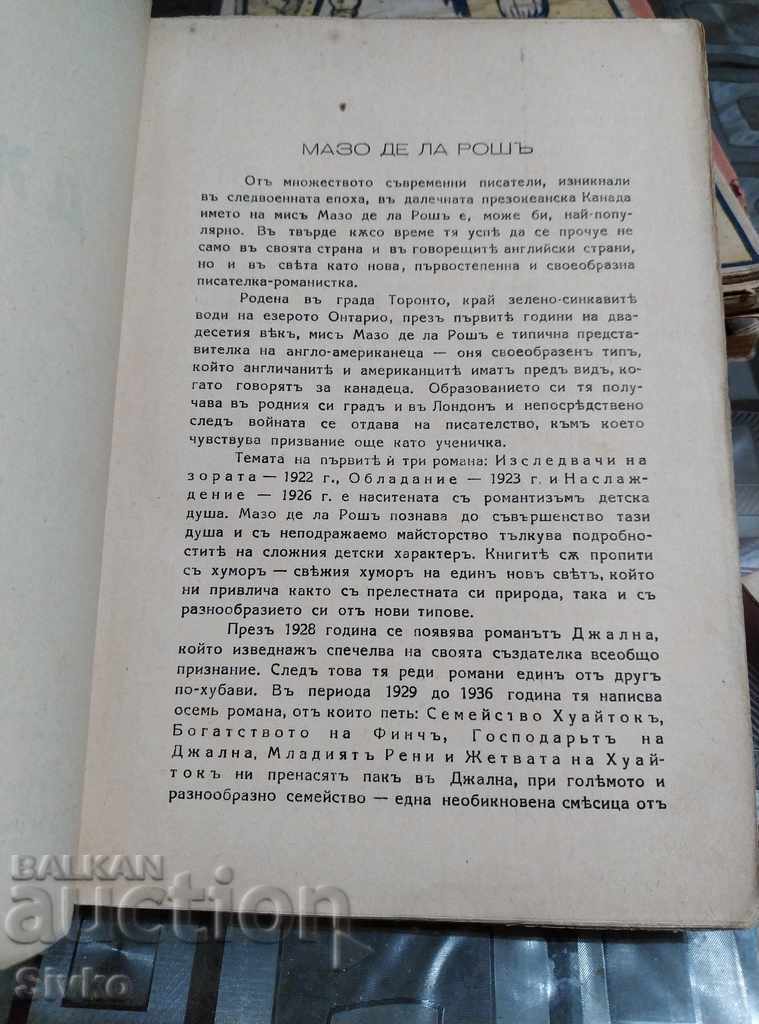 МАЗО ДЕ ЛА РОШЪ
Отъ множеството съвременни писатели, изникнали
въ следвоенната епоха, въ далечната презокеанска Канада
името на мисъ Мазо де ла Рошъ е, може би, най-попу-
лярно. Въ твърде кѫсо време тя успѣ да се прочуе не
само въ своята страна и въ говорещитѣ английски страни,
но и въ свѣта като нова, първостепенна и своеобразна
писателка-романистка.
Родена въ града Торонто, край зелено-синкавитѣ
води на езерото Онтарио, презъ първитѣ години на два-
десетия вѣкъ, мисъ Мазо де ла Рошъ е типична предста-
вителка на англо-американеца — оня своеобразенъ типъ,
който англичанитѣ и американцитѣ иматъ предъ видъ, ко-
гато говорятъ за канадеца. Образованието си тя полу-
чава въ родния си градъ и въ Лондонъ и непосрѣдствено
следъ войната се отдава на писателство, къмъ което
чувствува призвание още като ученичка.
Темата на първитѣ ѝ три романа: Изследвачи на
зората — 1922 г., Обладание — 1923 г. и Наслаж-
дение — 1926 г. е наситената съ романтизъмъ детска
душа. Мазо де ла Рошъ познава до съвършенство тази
душа и съ неподражаемо майсторство тълкува подробно-
ститѣ на сложния детски характеръ. Книгитѣ сѫ пропити
съ хуморъ — свежия хуморъ на единъ новъ свѣтъ, който
ни привлича както съ прелестната си природа, така и съ
разнообразието си отъ нови типове.
Презъ 1928 година се появява романътъ Джална,
който изведнажъ спечелва на своята създателка всеобщо
признание. Следъ това тя реди романи единъ отъ другъ
по-хубави. Въ периода 1929 до 1936 година тя написва
осемь романа, отъ които петь: Семейство Хуайтокъ,
Богатството на Финчъ, Господарьтъ на
Джална, Младиятъ Рени и Жетвата на Хуай-
токъ ни пренасятъ пакъ въ Джална, при голѣмото и
разнообразно семейство — една необикновена смѣсица отъ
BALKAN
auction
Sivko